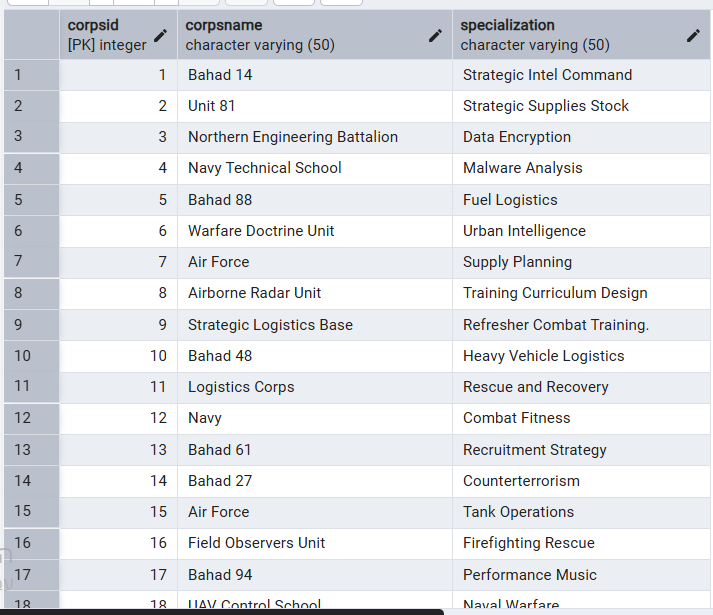 corpsid corpsname specialization
[PK] integer character varying (50) character varying (50)
1 1 Bahad 14 Strategic Intel Command
2 2 Unit 81 Strategic Supplies Stock
3 3 Northern Engineering Battalion Data Encryption
4 4 Navy Technical School Malware Analysis
5 5 Bahad 88 Fuel Logistics
6 6 Warfare Doctrine Unit Urban Intelligence
7 7 Air Force Supply Planning
8 8 Airborne Radar Unit Training Curriculum Design
9 9 Strategic Logistics Base Refresher Combat Training.
10 10 Bahad 48 Heavy Vehicle Logistics
11 11 Logistics Corps Rescue and Recovery
12 12 Navy Combat Fitness
13 13 Bahad 61 Recruitment Strategy
14 14 Bahad 27 Counterterrorism
15 15 Air Force Tank Operations
16 16 Field Observers Unit Firefighting Rescue
17 17 Bahad 94 Performance Music
18 18 UAV Control School Naval Warfare